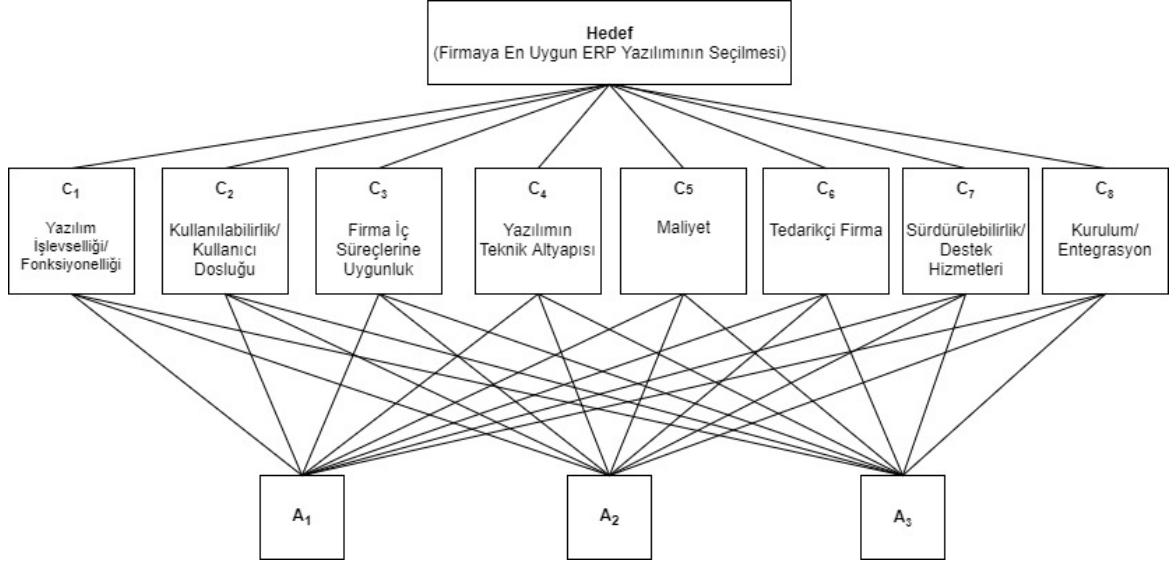 Hedef
(Firmaya En Uygun ERP Yazılımının Seçilmesi)
C₁
Yazılım
İşlevselliği/
Fonksiyonelliği
C₂
Kullanılabilirlik/
Kullanıcı
Dosluğu
C₃
Firma İç
Süreçlerine
Uygunluk
C₄
Yazılımın
Teknik Altyapısı
C5
Maliyet
C₆
Tedarikçi Firma
C₇
Sürdürülebilirlik/
Destek
Hizmetleri
C₈
Kurulum/
Entegrasyon
A₁
A₂
A₃